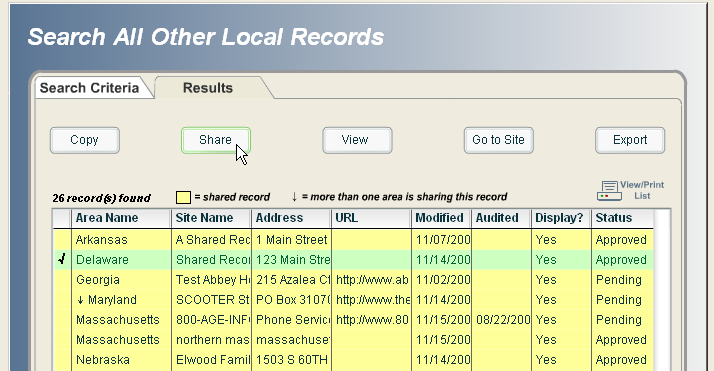 Search All Other Local Records
Search Criteria Results
Copy Share View Go to Site Export
26 record(s) found = shared record ↓ = more than one area is sharing this record View/Print List
Area Name Site Name Address URL Modified Audited Display? Status
Arkansas A Shared Rec 1 Main Street 11/07/200 Yes Approved
√ Delaware Shared Recor 123 Main Stre 11/14/200 Yes Approved
Georgia Test Abbey H 215 Azalea Ct http://www.ab 11/02/200 Yes Pending
↓ Maryland SCOOTER St PO Box 3107( http://www.the 11/14/200 Yes Approved
Massachusetts 800-AGE-INF Phone Servic http://www.80 11/15/200 08/22/200 Yes Pending
Massachusetts northern mas massachuse 11/15/200 Yes Approved
Nebraska Elwood Famil 1503 S 60TH 11/14/200 Yes Approved